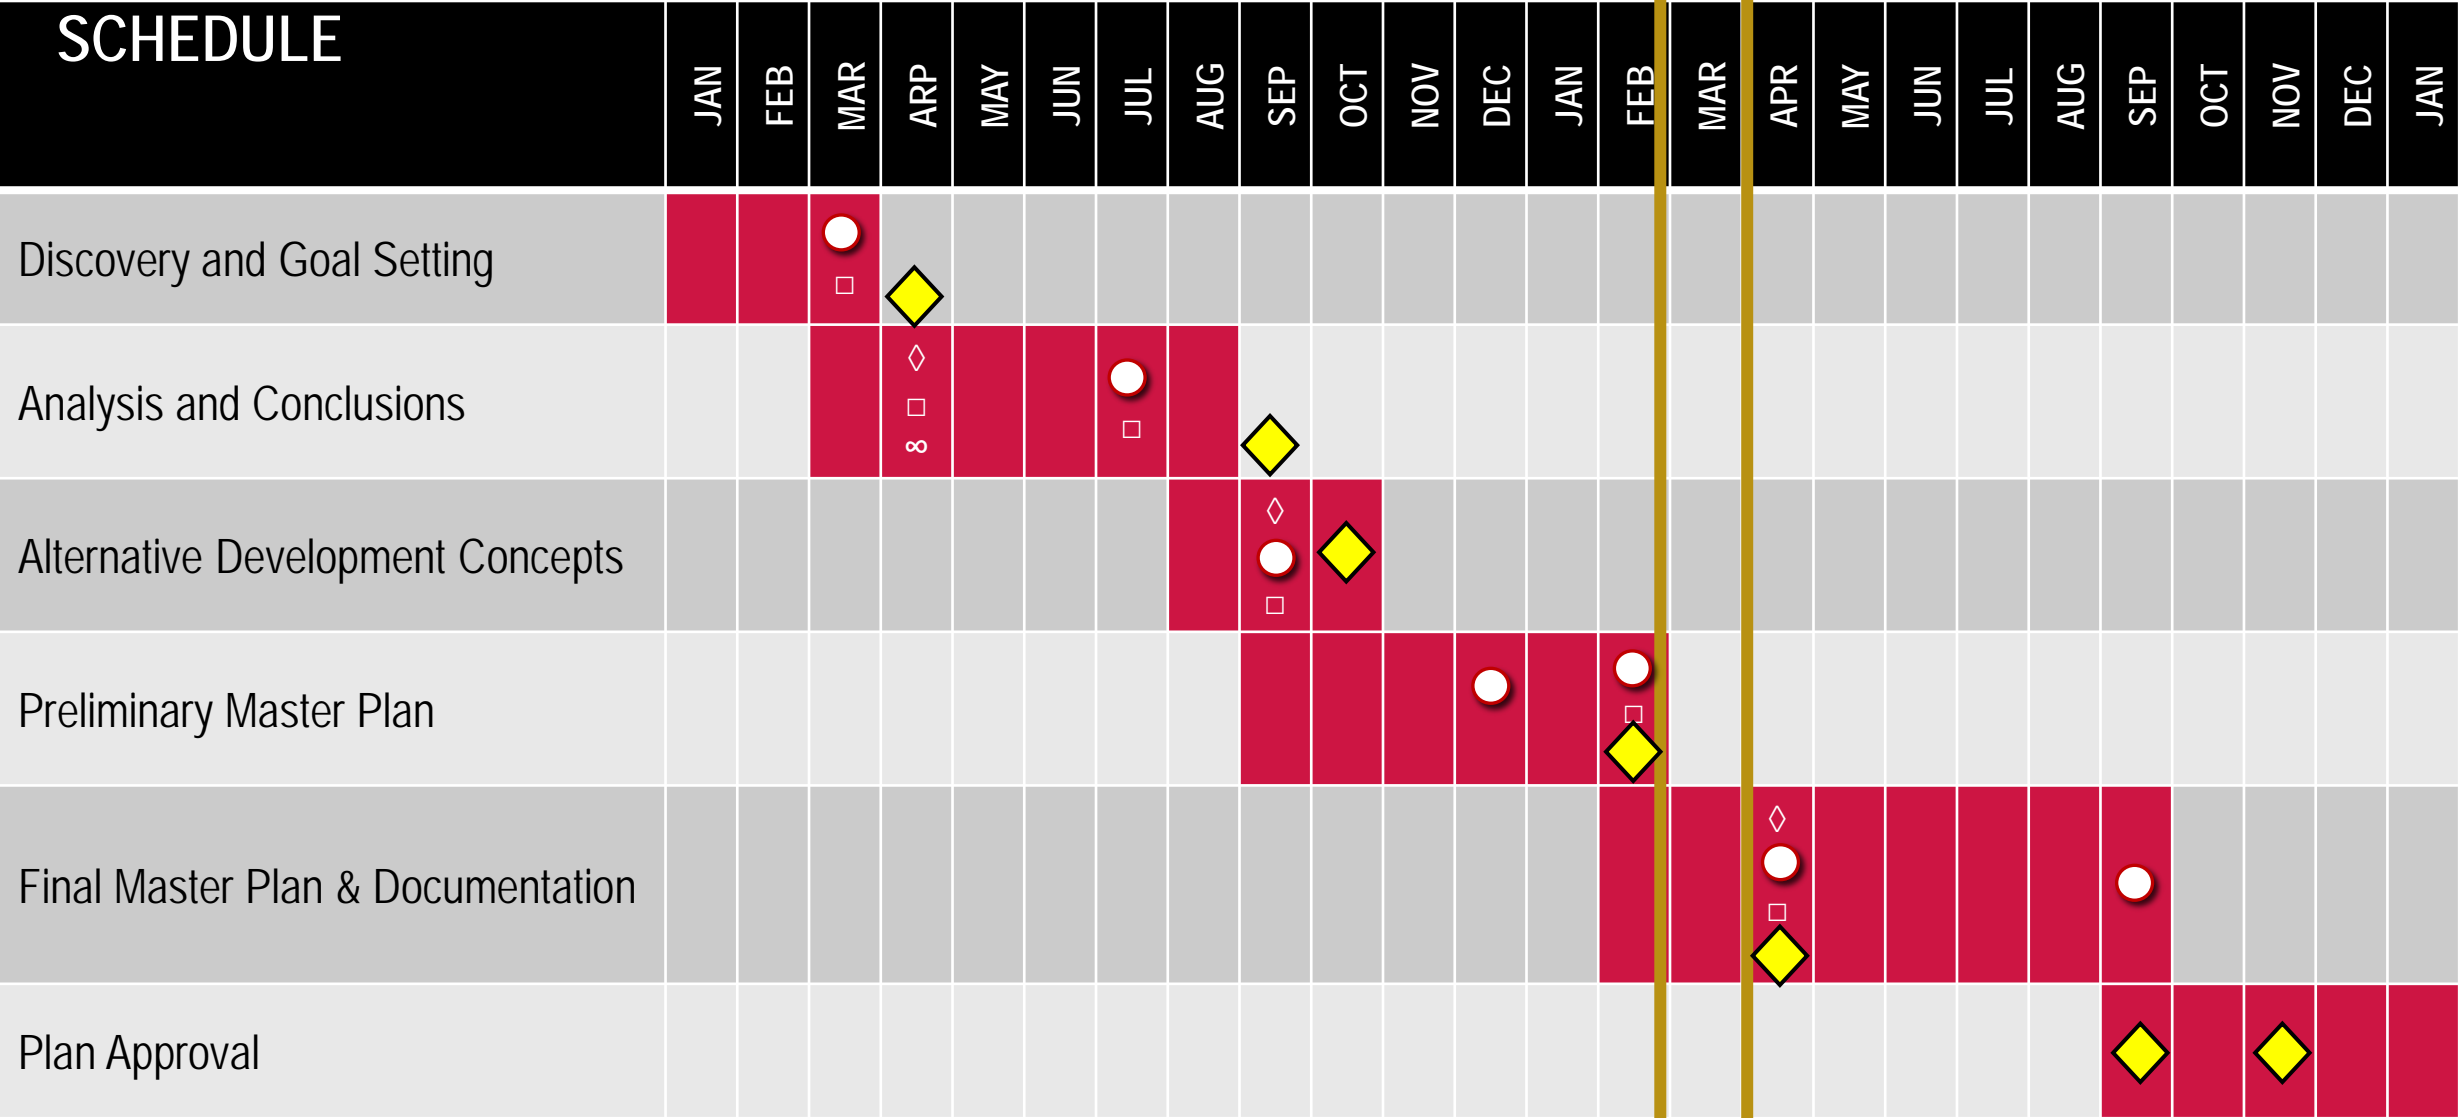 SCHEDULE
JAN FEB MAR ARP MAY JUN JUL AUG SEP OCT NOV DEC JAN FEB MAR APR MAY JUN JUL AUG SEP OCT NOV DEC JAN
Discovery and Goal Setting
Analysis and Conclusions
Alternative Development Concepts
Preliminary Master Plan
Final Master Plan & Documentation
Plan Approval